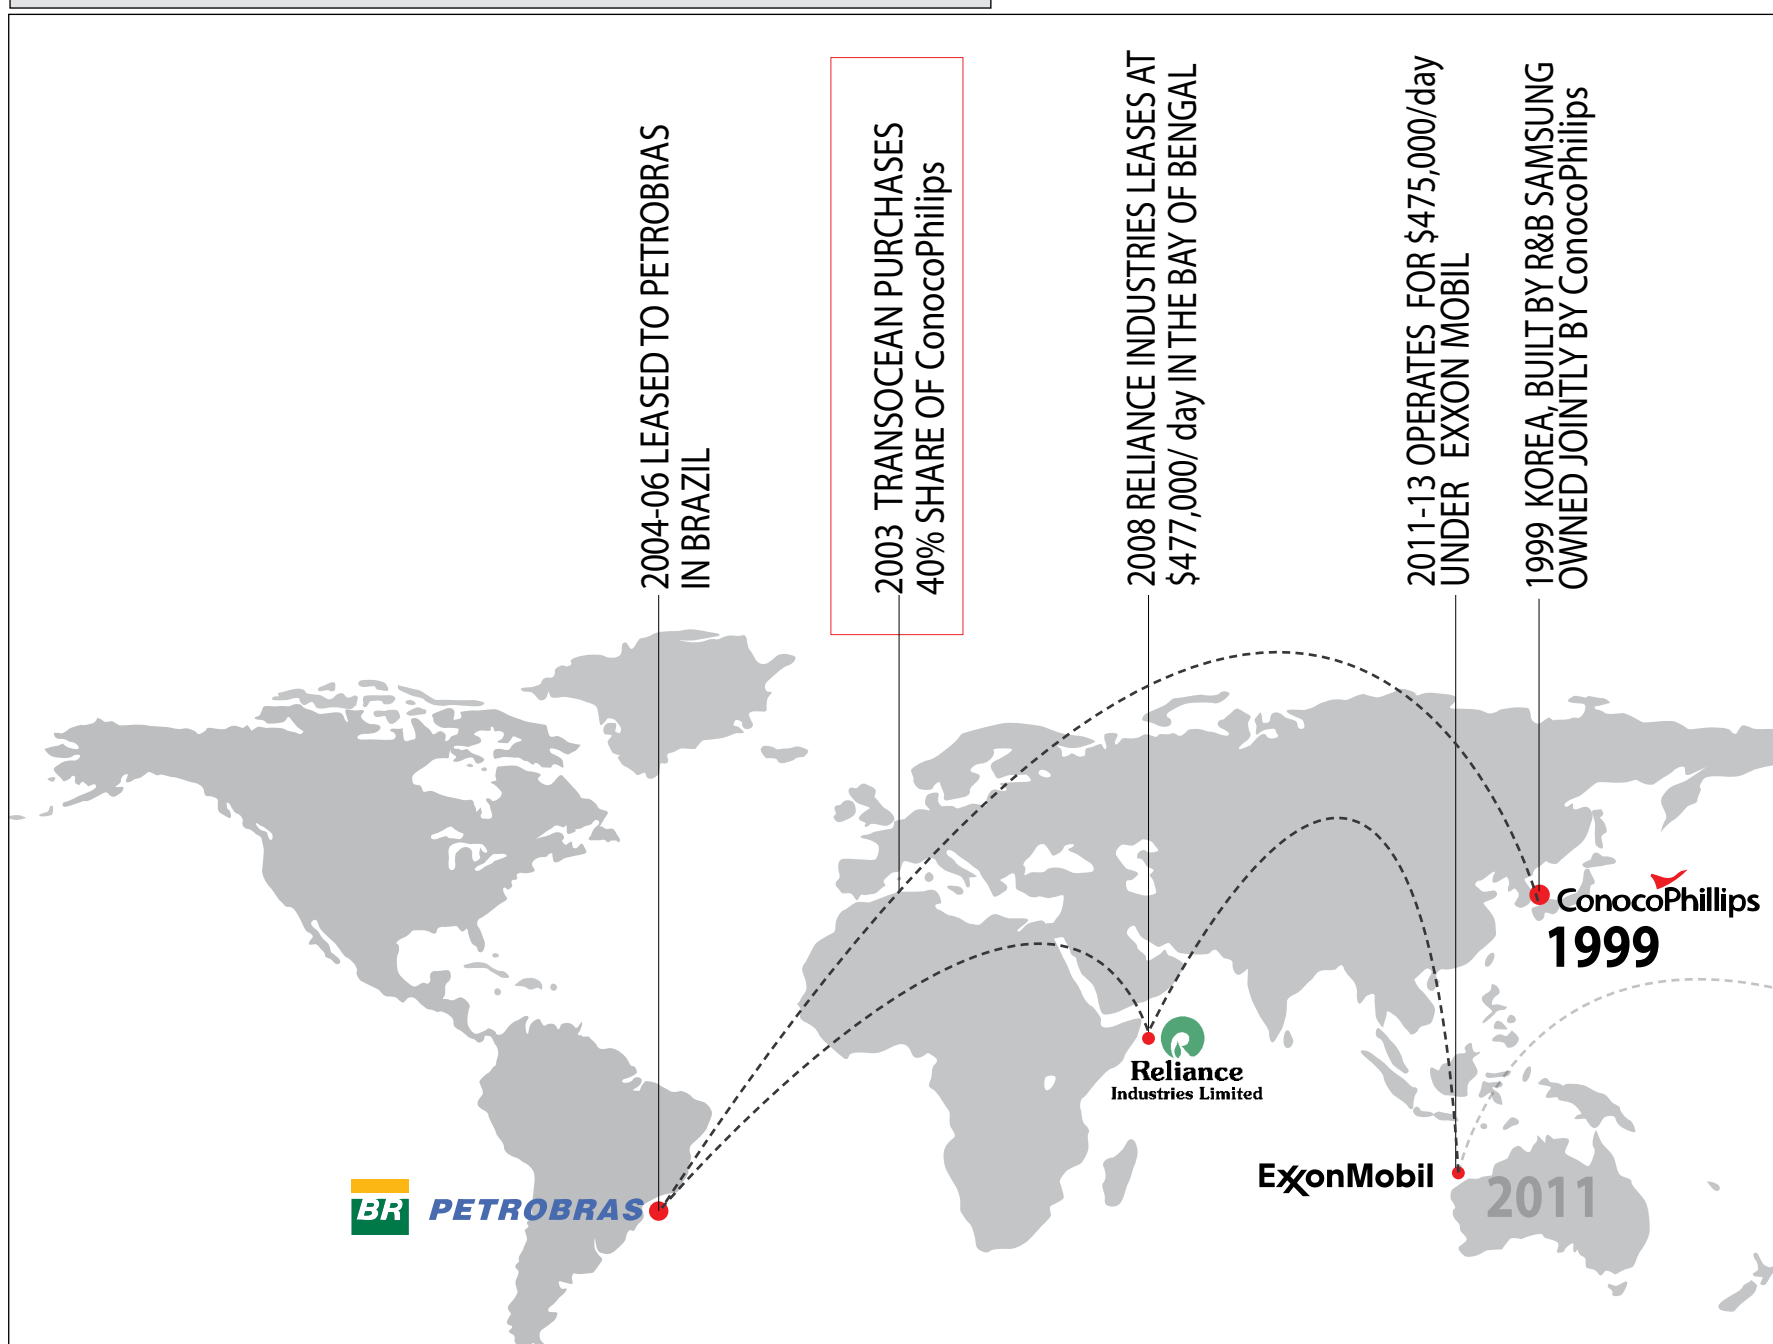 2004-06 LEASED TO PETROBRAS
IN BRAZIL
2003 TRANSOCEAN PURCHASES
40% SHARE OF ConocoPhilips
2008 RELIANCE INDUSTRIES LEASES AT
$477,000/ day IN THE BAY OF BENGAL
2011-13 OPERATES FOR $475,000/day
UNDER EXXON MOBIL
1999 KOREA, BUILT BY R&B SAMSUNG
OWNED JOINTLY BY ConocoPhilips
ConocoPhillips
1999
Reliance
Industries Limited
ExxonMobil
2011
BR PETROBRAS